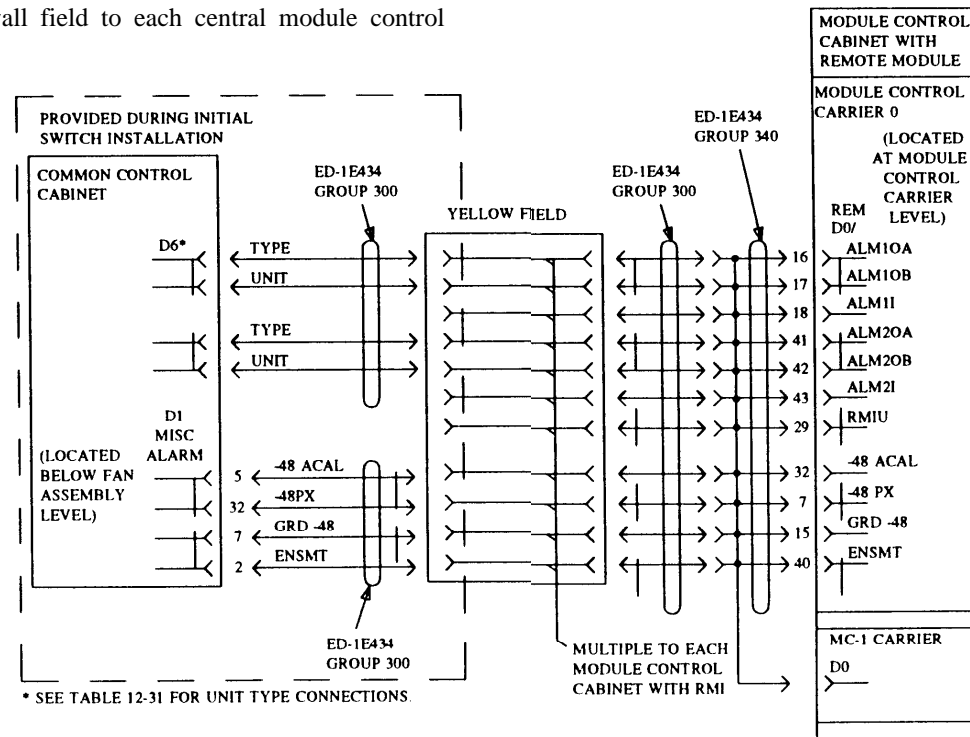 all field to each central module control
MODULE CONTROL
CABINET WITH
REMOTE MODULE
MODULE CONTROL
CARRIER 0
(LOCATED
AT MODULE
CONTROL
CARRIER
LEVEL)
REM
D0/
PROVIDED DURING INITIAL
SWITCH INSTALLATION
COMMON CONTROL
CABINET
ED-1E434
GROUP 300
YELLOW FIELD
ED-1E434
GROUP 300
ED-1E434
GROUP 340
D6*
TYPE
UNIT
TYPE
UNIT
16 ALM1OA
17 ALM1OB
18 ALM1I
41 ALM2OA
42 ALM2OB
43 ALM2I
29 RMIU
D1
MISC
ALARM
(LOCATED
BELOW FAN
ASSEMBLY
LEVEL)
5 -48 ACAL
32 -48PX
7 GRD -48
2 ENSMT
32 -48 ACAL
7 -48 PX
15 GRD -48
40 ENSMT
ED-1E434
GROUP 300
MULTIPLE TO EACH
MODULE CONTROL
CABINET WITH RMI
MC-1 CARRIER
D0
* SEE TABLE 12-31 FOR UNIT TYPE CONNECTIONS.